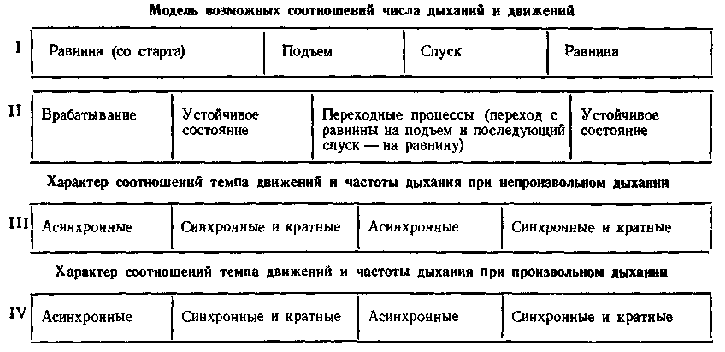 Модель возможных соотношений числа дыханий и движений
I Равнина (со старта) Подъем Спуск Равнина
II Врабатывание Устойчивое состояние Переходные процессы (переход с равнины на подъем и последующий спуск — на равнину) Устойчивое состояние
Характер соотношений темпа движений и частоты дыхания при непроизвольном дыхании
III Асинхронные Синхронные и кратные Асинхронные Синхронные и кратные
Характер соотношений темпа движений и частоты дыхания при произвольном дыхании
IV Асинхронные Синхронные и кратные Асинхронные Синхронные и кратные